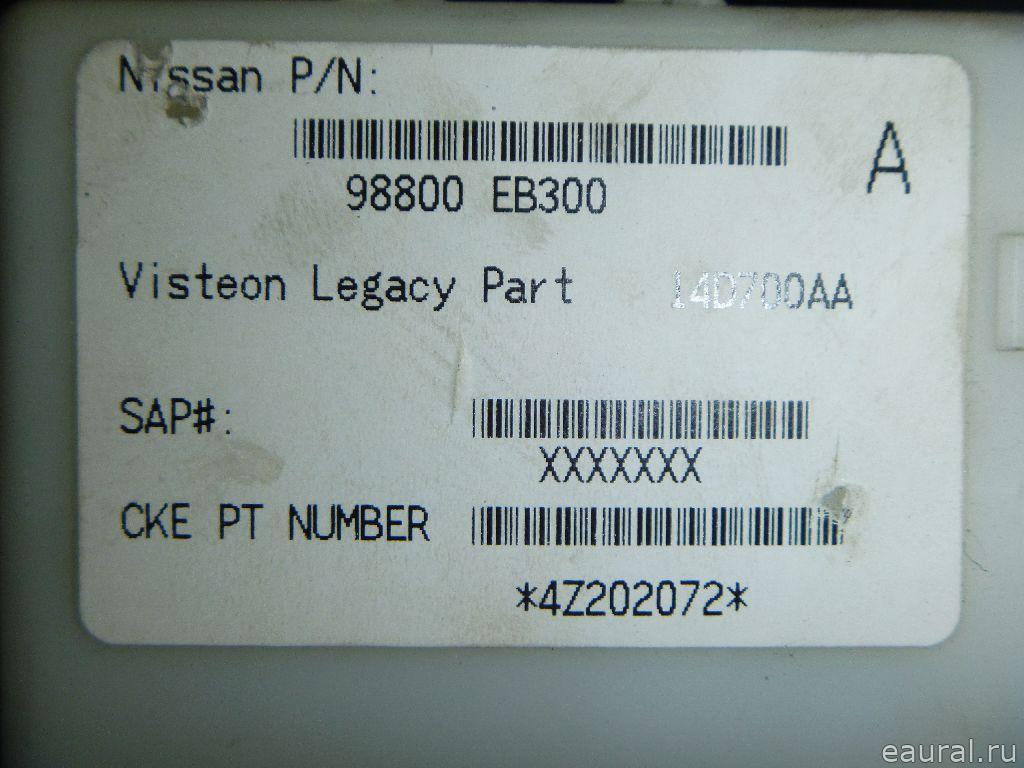 Nissan P/N:
A
98800 EB300
Visteon Legacy Part 14D700AA
SAP#:
XXXXXXX
CKE PT NUMBER
*4Z202072*
eaural.ru